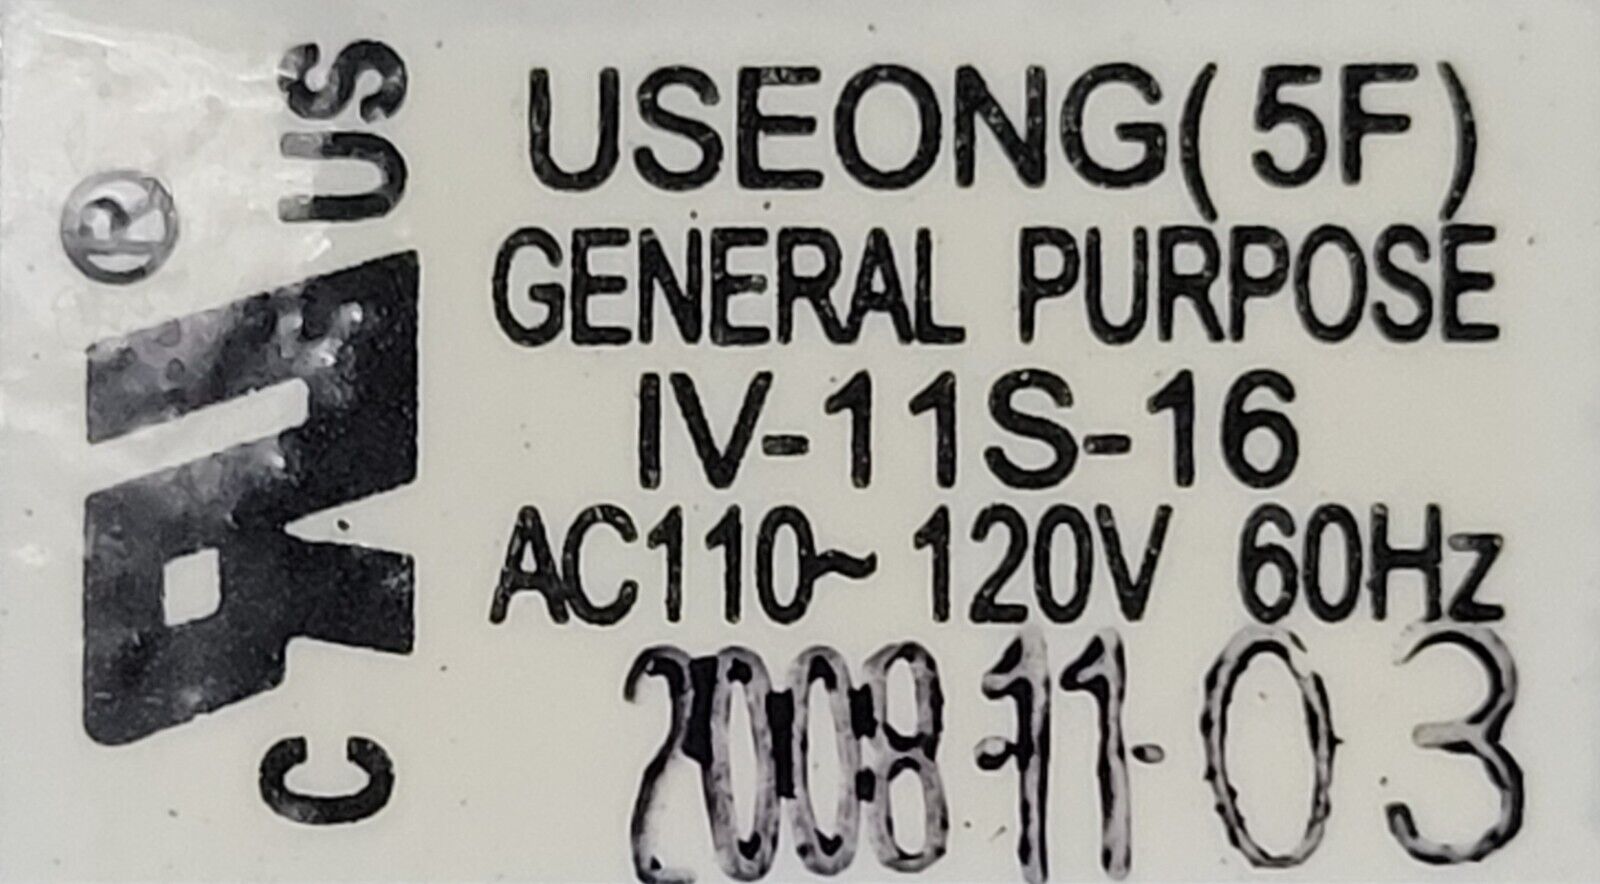 USEONG(5F)
GENERAL PURPOSE
IV-11S-16
AC110~120V 60Hz
2008.11.03
c RU US ®